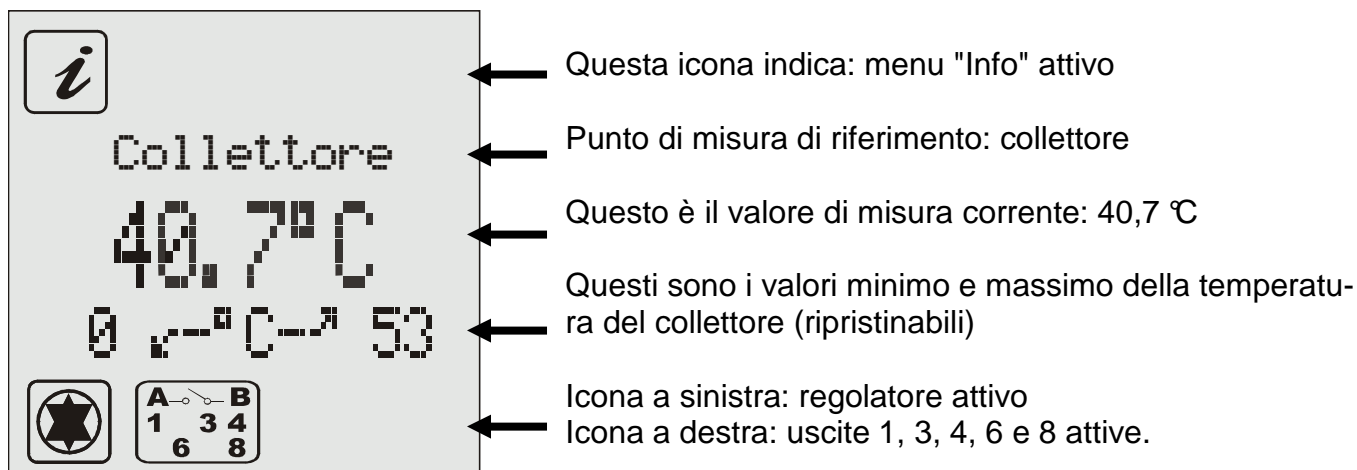 i
Questa icona indica: menu "Info" attivo
Collettore
Punto di misura di riferimento: collettore
40.7°C
Questo è il valore di misura corrente: 40,7 °C
0 °C 53
Questi sono i valori minimo e massimo della temperatu-
ra del collettore (ripristinabili)
A B
1 3 4
6 8
Icona a sinistra: regolatore attivo
Icona a destra: uscite 1, 3, 4, 6 e 8 attive.